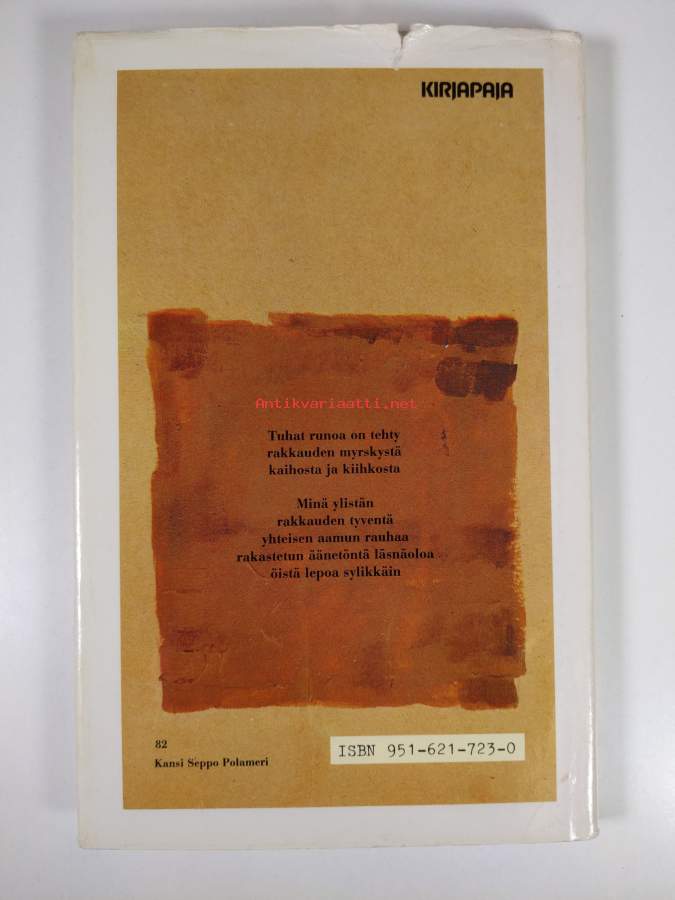 KIRJAPAJA
Antikvariaatti.net
Tuhat runoa on tehty
rakkauden myrskystä
kaihosta ja kiihkosta
Minä ylistän
rakkauden tyventä
yhteisen aamun rauhaa
rakastetun äänetöntä läsnäoloa
öistä lepoa sylikkäin
82
Kansi Seppo Polameri
ISBN 951-621-723-0